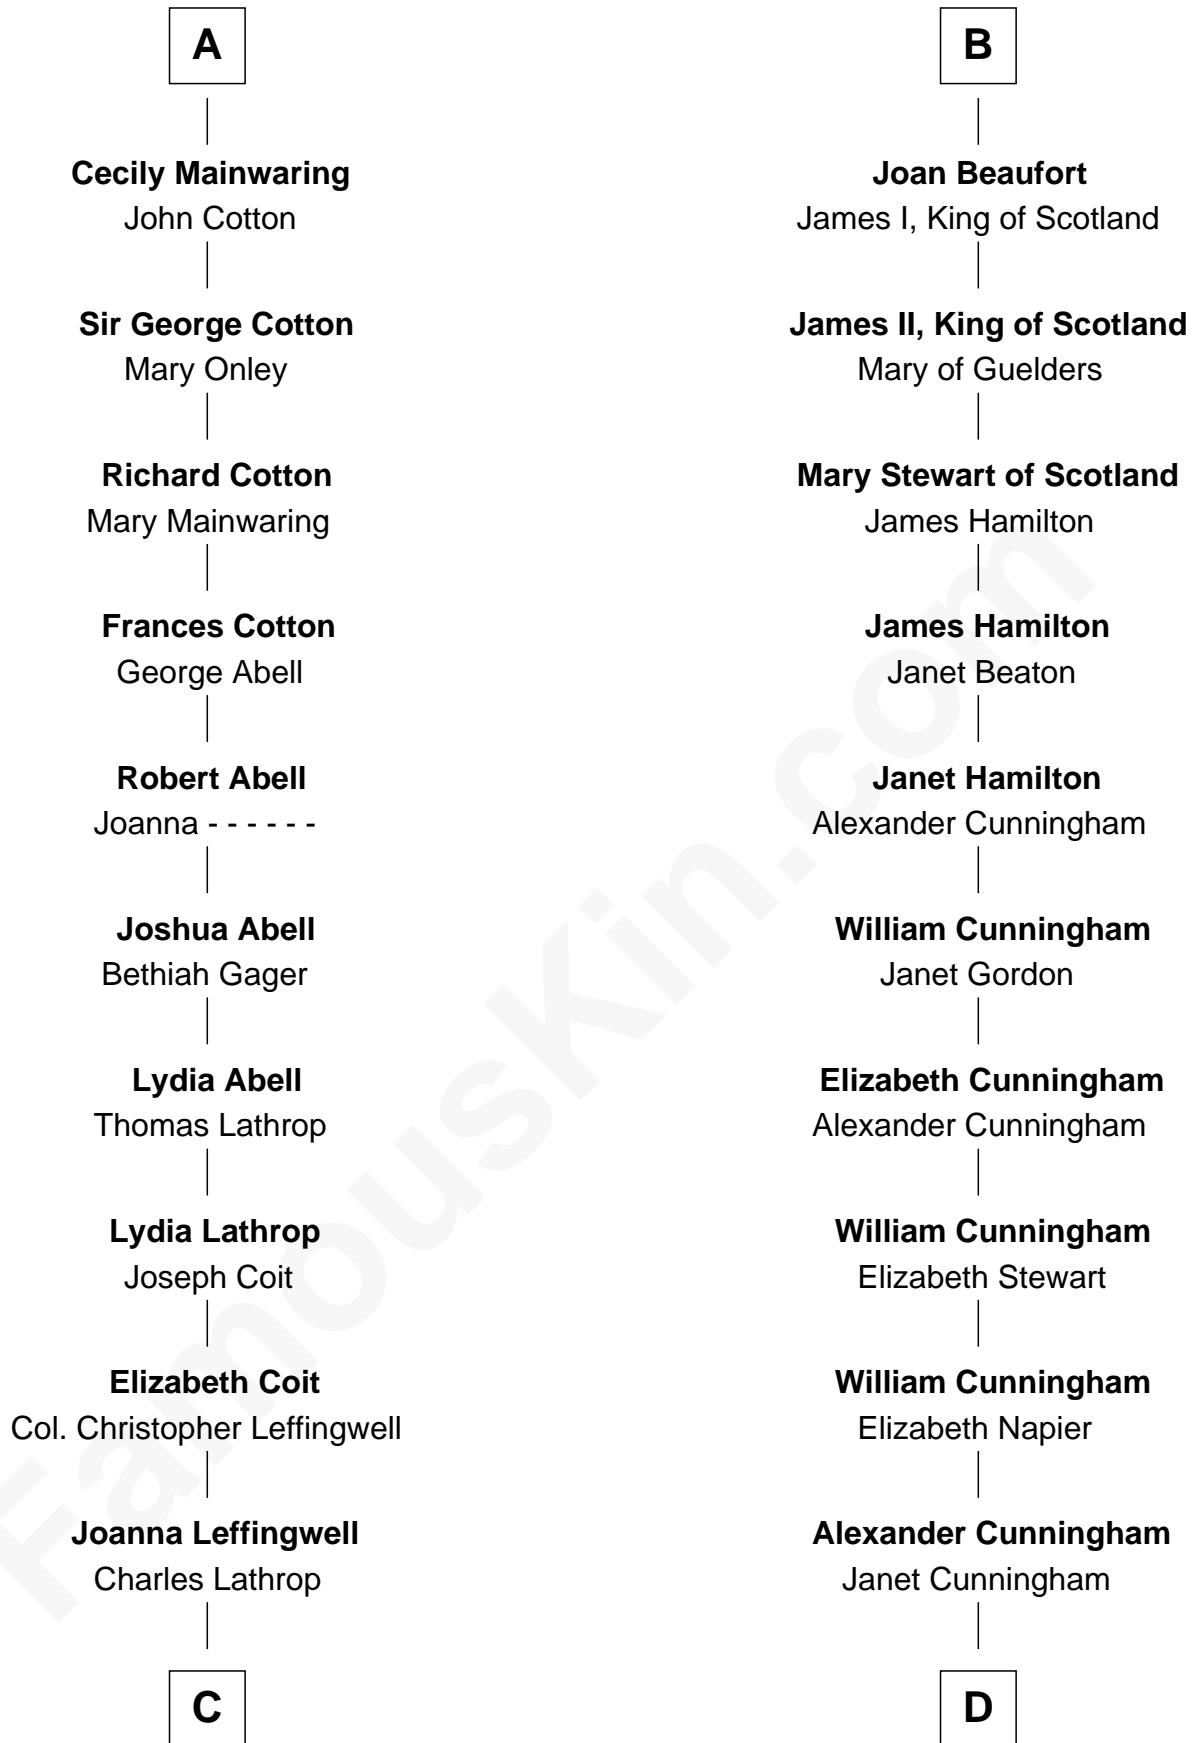 A
Cecily Mainwaring
John Cotton
Sir George Cotton
Mary Onley
Richard Cotton
Mary Mainwaring
Frances Cotton
George Abell
Robert Abell
Joanna - - - - - -
Joshua Abell
Bethiah Gager
Lydia Abell
Thomas Lathrop
Lydia Lathrop
Joseph Coit
Elizabeth Coit
Col. Christopher Leffingwell
Joanna Leffingwell
Charles Lathrop
C
B
Joan Beaufort
James I, King of Scotland
James II, King of Scotland
Mary of Guelders
Mary Stewart of Scotland
James Hamilton
James Hamilton
Janet Beaton
Janet Hamilton
Alexander Cunningham
William Cunningham
Janet Gordon
Elizabeth Cunningham
Alexander Cunningham
William Cunningham
Elizabeth Stewart
William Cunningham
Elizabeth Napier
Alexander Cunningham
Janet Cunningham
D
FamousKin.com